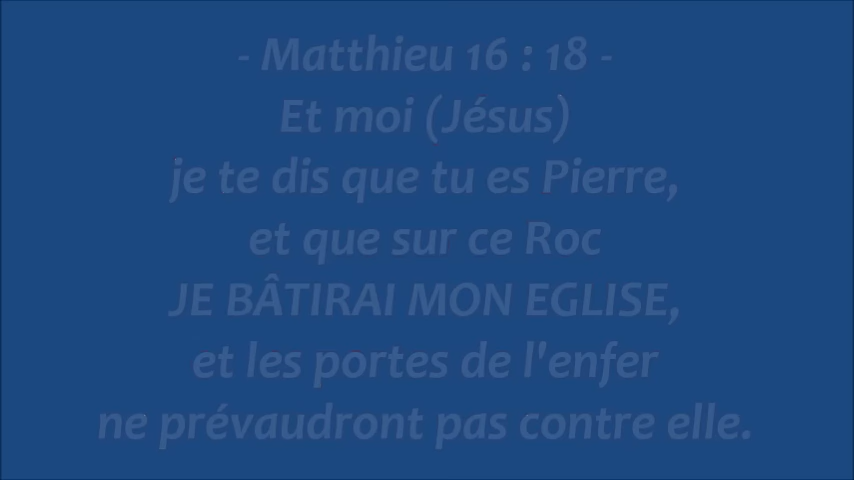 - Matthieu 16 : 18 -
Et moi (Jésus)
je te dis que tu es Pierre,
et que sur ce Roc
JE BÂTIRAI MON EGLISE,
et les portes de l'enfer
ne prévaudront pas contre elle.